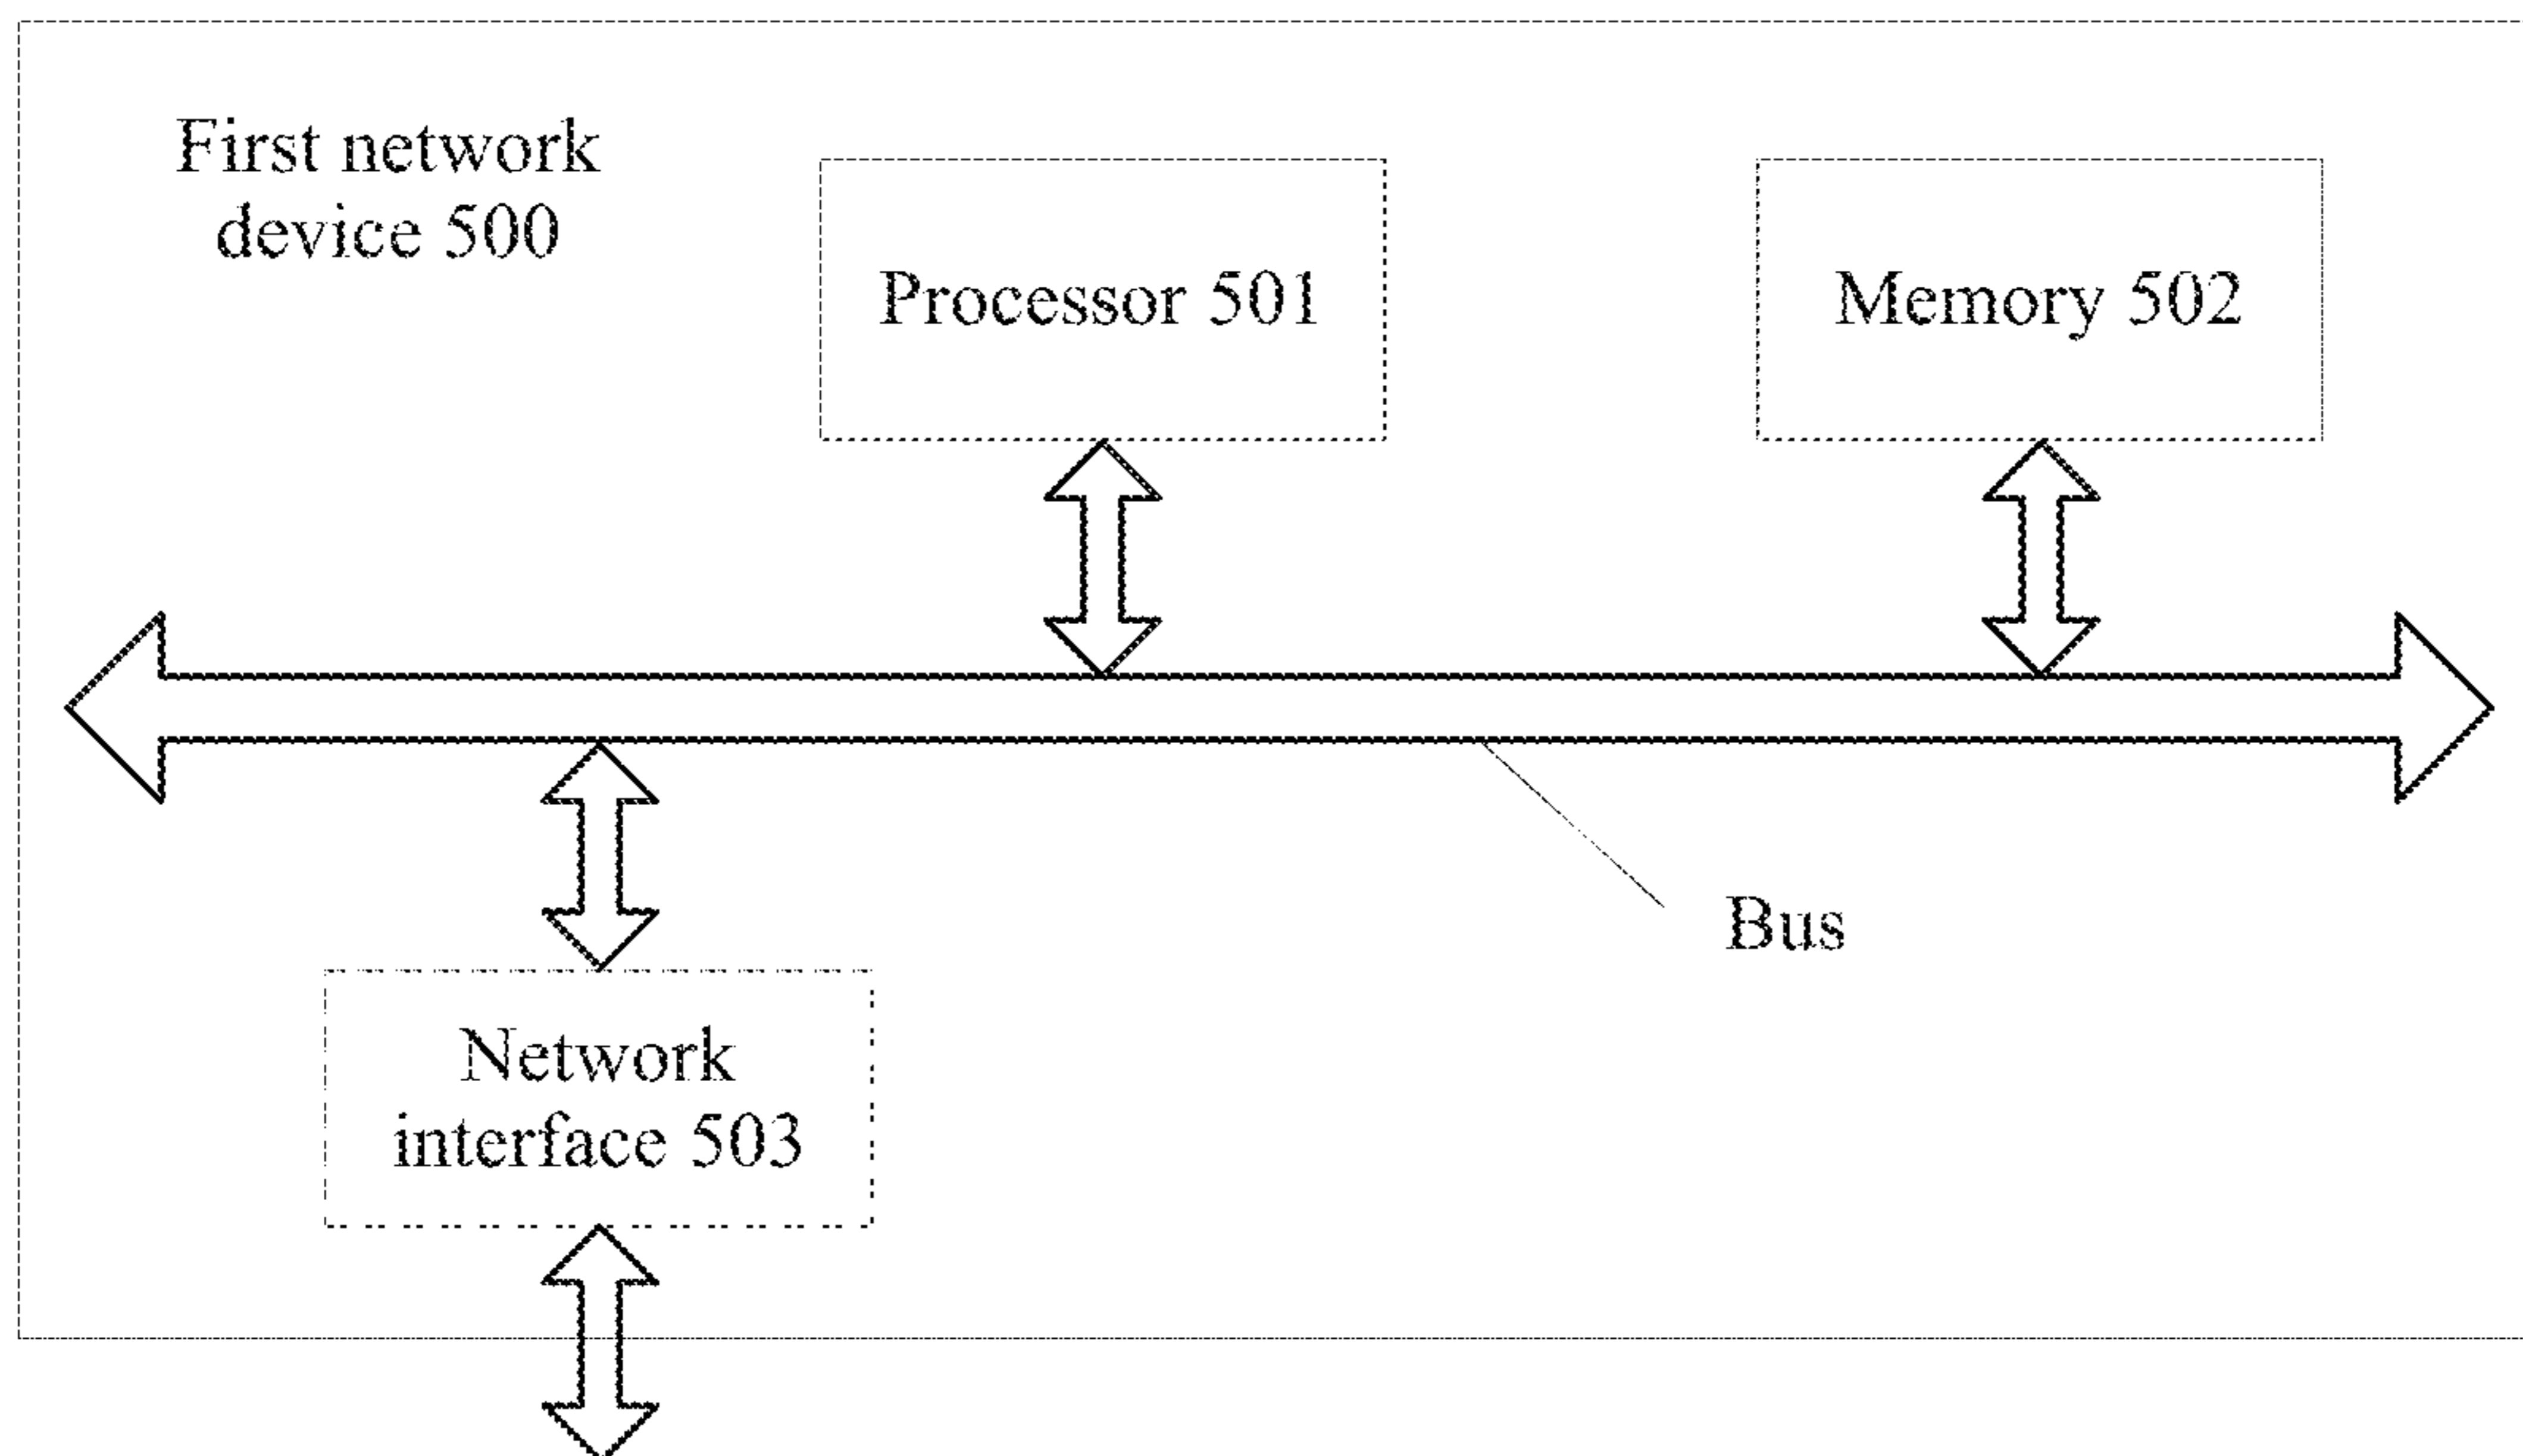 First network
device 500
Processor 501
Memory 502
Bus
Network
interface 503